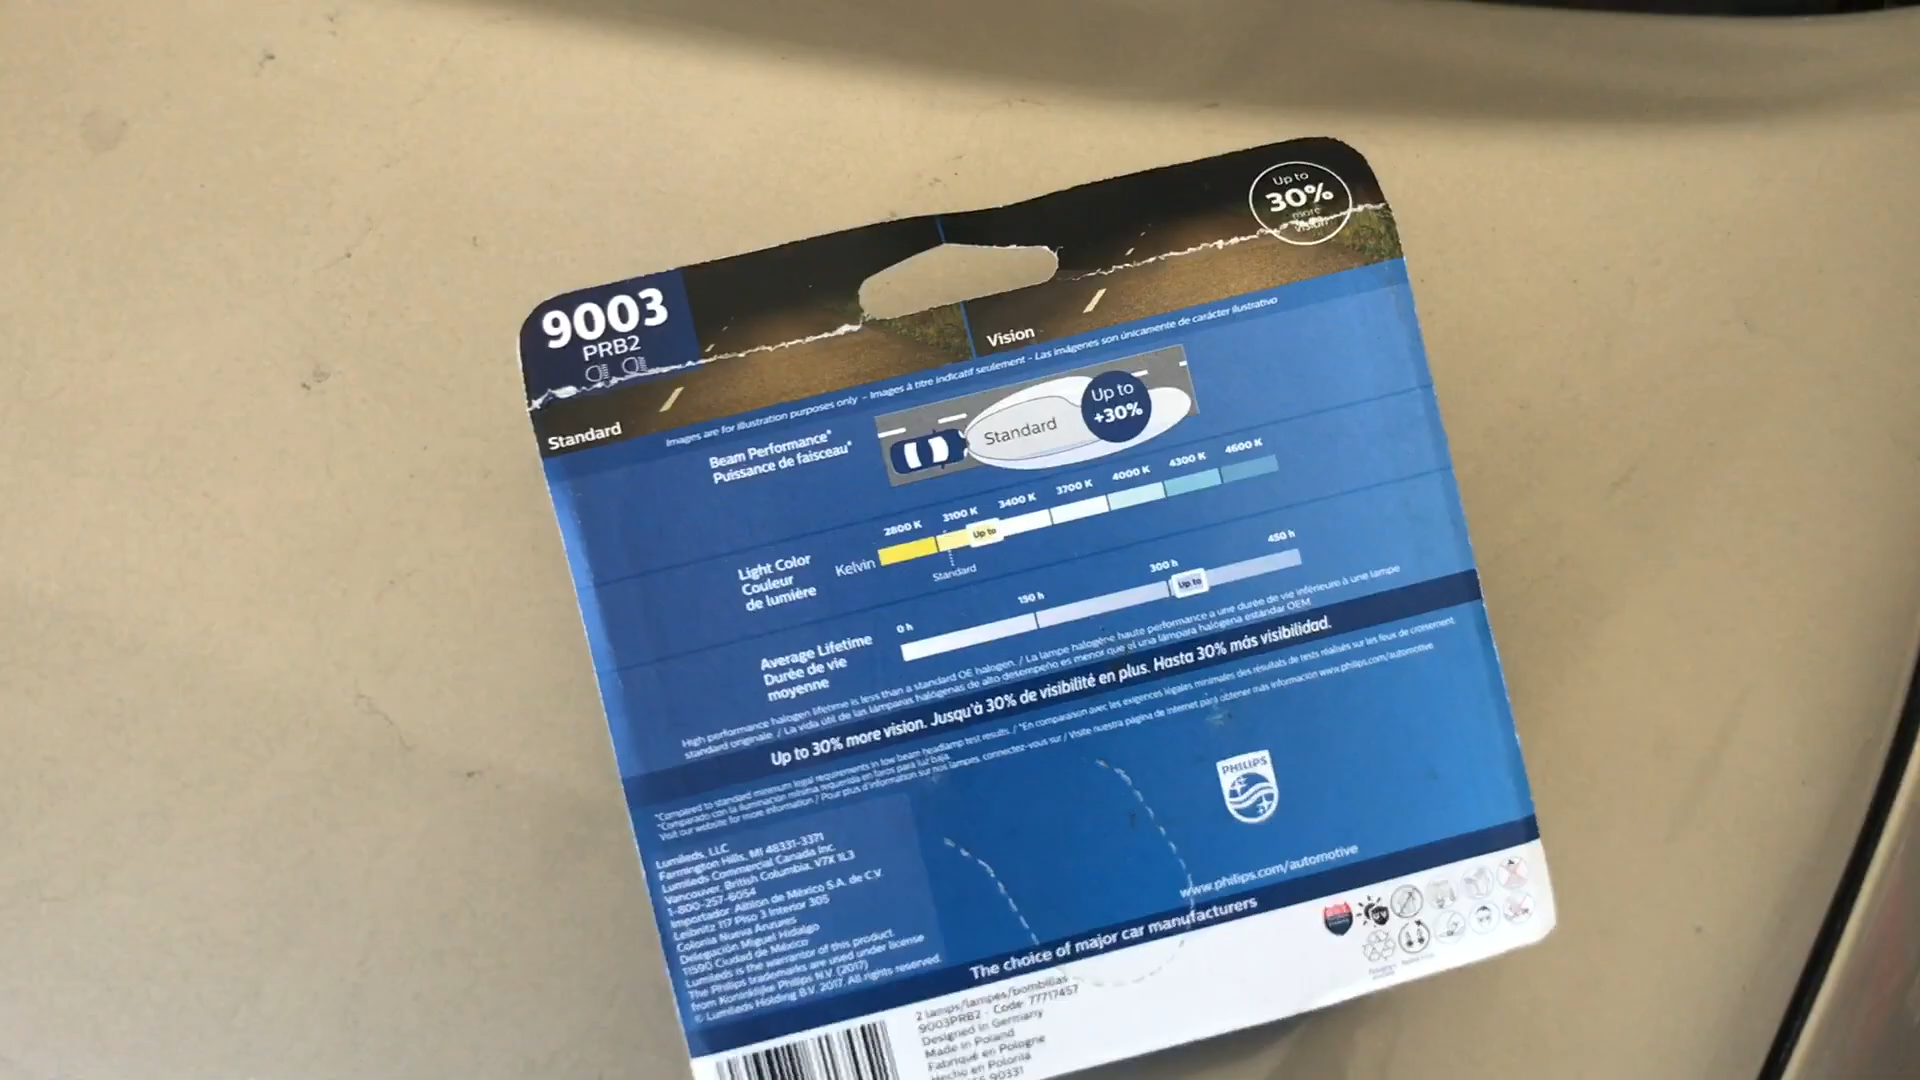 9003
PRB2
Up to
30%
more
vision
Standard
Vision
Images are for illustration purposes only - Images à titre indicatif seulement - Las imágenes son únicamente de carácter ilustrativo
Beam Performance*
Puissance de faisceau*
Standard
Up to
+30%
Light Color
Couleur
de lumière
Kelvin
2800 K
3100 K
3400 K
3700 K
4000 K
4300 K
4600 K
Up to
Standard
Average Lifetime
Durée de vie
moyenne
0 h
150 h
300 h
450 h
Up to
High performance halogen lifetime is less than a standard OE halogen. / La lampe halogène haute performance a une durée de vie inférieure à une lampe
standard originale. / La vida útil de las lámparas halógenas de alto desempeño es menor que el una lámpara halógena estándar OEM.
Up to 30% more vision. Jusqu'à 30% de visibilité en plus. Hasta 30% más visibilidad.
*Compared to standard minimum legal requirements in low beam headlamp test results. / *En comparaison avec les exigences légales minimales des résultats de tests réalisés sur les feux de croisement.
*Comparado con la iluminación mínima requerida en faros para luz baja.
Visit our website for more information / Pour plus d'information sur nos lampes, connectez-vous sur / Visite nuestra página de internet para obtener más información www.philips.com/automotive
PHILIPS
Lumileds, LLC
Farmington Hills, MI 48331-3371
Lumileds Commercial Canada Inc.
Vancouver, British Columbia, V7X 1L3
1-800-257-6054
Importador: Alitlon de México S.A. de C.V.
Leibnitz 117 Piso 3 Interior 305
Colonia Nueva Anzures
Delegación Miguel Hidalgo
11590 Ciudad de México
Lumileds is the warrantor of this product.
The Philips trademarks are used under license
from Koninklijke Philips N.V. (2017)
© Lumileds Holding B.V. 2017. All rights reserved.
www.philips.com/automotive
The choice of major car manufacturers
UV
2 lamps/lampes/bombillas
9003PRB2 - Code: 77717457
Designed in Germany
Made in Poland
Fabriqué en Pologne
Hecho en Polonia
90331